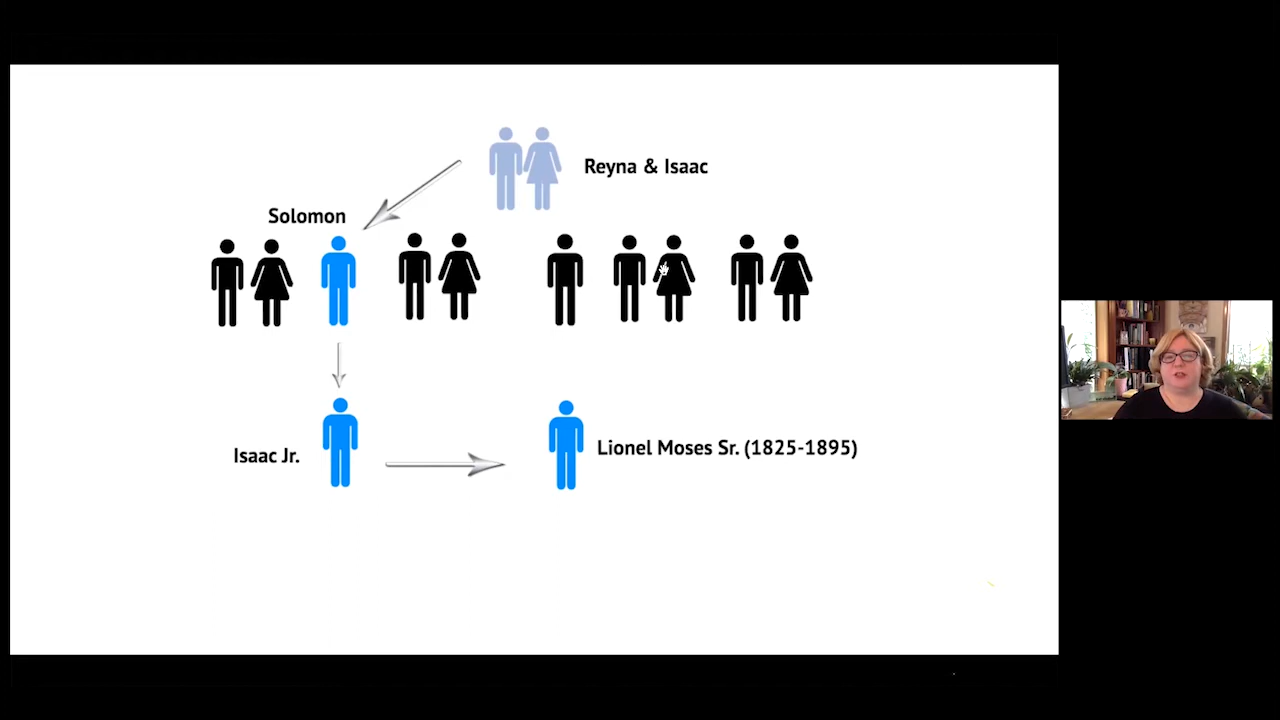 Reyna & Isaac
Solomon
Isaac Jr.
Lionel Moses Sr. (1825-1895)